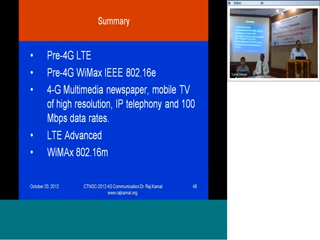 Summary
• Pre-4G LTE
• Pre-4G WiMax IEEE 802.16e
• 4-G Multimedia newspaper, mobile TV
of high resolution, IP telephony and 100
Mbps data rates.
• LTE Advanced
• WiMAx 802.16m
October 20, 2012 CTNGC-2012 4G Communication Dr. Raj Kamal 46
www.rajkamal.org.
Video